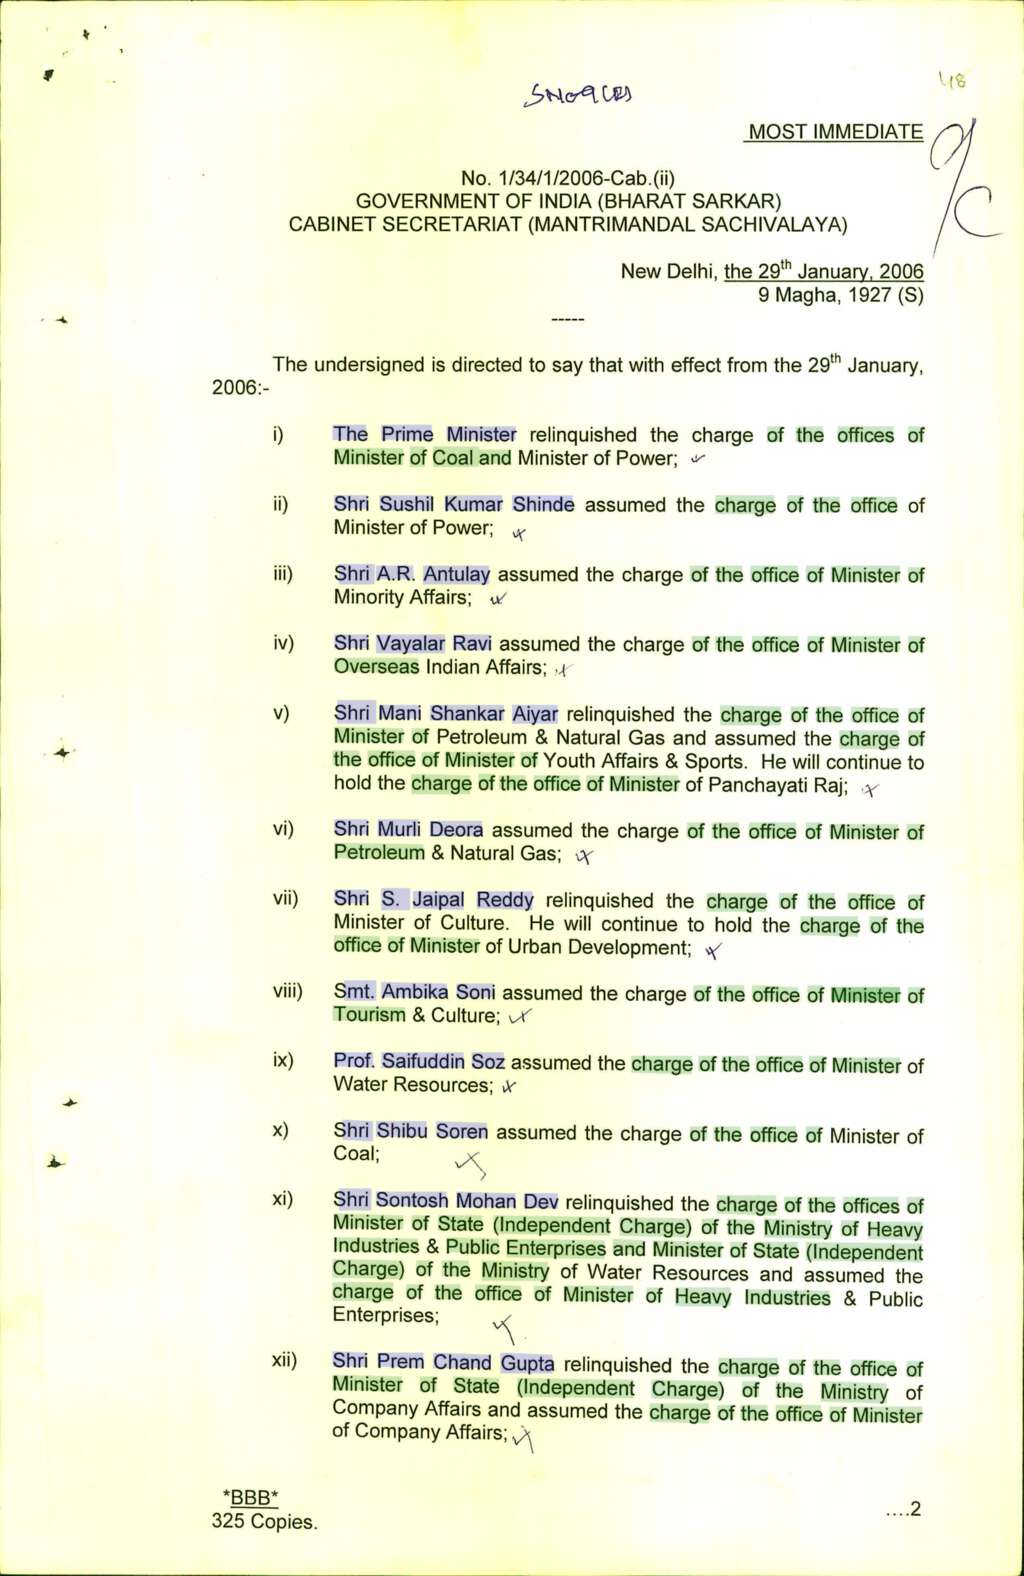 48
MOST IMMEDIATE
No. 1/34/1/2006-Cab.(ii)
GOVERNMENT OF INDIA (BHARAT SARKAR)
CABINET SECRETARIAT (MANTRIMANDAL SACHIVALAYA)
New Delhi, the 29th January, 2006
9 Magha, 1927 (S)
-----
The undersigned is directed to say that with effect from the 29th January,
2006:-
i) The Prime Minister relinquished the charge of the offices of
Minister of Coal and Minister of Power;
ii) Shri Sushil Kumar Shinde assumed the charge of the office of
Minister of Power;
iii) Shri A.R. Antulay assumed the charge of the office of Minister of
Minority Affairs;
iv) Shri Vayalar Ravi assumed the charge of the office of Minister of
Overseas Indian Affairs;
v) Shri Mani Shankar Aiyar relinquished the charge of the office of
Minister of Petroleum & Natural Gas and assumed the charge of
the office of Minister of Youth Affairs & Sports. He will continue to
hold the charge of the office of Minister of Panchayati Raj;
vi) Shri Murli Deora assumed the charge of the office of Minister of
Petroleum & Natural Gas;
vii) Shri S. Jaipal Reddy relinquished the charge of the office of
Minister of Culture. He will continue to hold the charge of the
office of Minister of Urban Development;
viii) Smt. Ambika Soni assumed the charge of the office of Minister of
Tourism & Culture;
ix) Prof. Saifuddin Soz assumed the charge of the office of Minister of
Water Resources;
x) Shri Shibu Soren assumed the charge of the office of Minister of
Coal;
xi) Shri Sontosh Mohan Dev relinquished the charge of the offices of
Minister of State (Independent Charge) of the Ministry of Heavy
Industries & Public Enterprises and Minister of State (Independent
Charge) of the Ministry of Water Resources and assumed the
charge of the office of Minister of Heavy Industries & Public
Enterprises;
xii) Shri Prem Chand Gupta relinquished the charge of the office of
Minister of State (Independent Charge) of the Ministry of
Company Affairs and assumed the charge of the office of Minister
of Company Affairs;
*BBB*
325 Copies.
....2